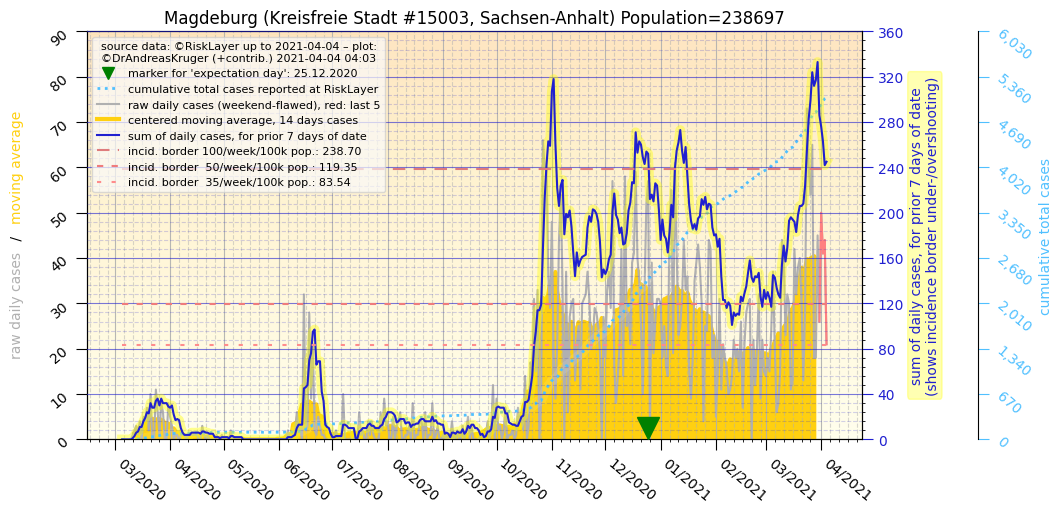 Magdeburg (Kreisfreie Stadt #15003, Sachsen-Anhalt) Population=238697
source data: ©RiskLayer up to 2021-04-04 – plot:
©DrAndreasKruger (+contrib.) 2021-04-04 04:03
marker for 'expectation day': 25.12.2020
cumulative total cases reported at RiskLayer
raw daily cases (weekend-flawed), red: last 5
centered moving average, 14 days cases
sum of daily cases, for prior 7 days of date
incid. border 100/week/100k pop.: 238.70
incid. border  50/week/100k pop.: 119.35
incid. border  35/week/100k pop.: 83.54
raw daily cases / moving average
90
80
70
60
50
40
30
20
10
0
03/2020
04/2020
05/2020
06/2020
07/2020
08/2020
09/2020
10/2020
11/2020
12/2020
01/2021
02/2021
03/2021
04/2021
360
320
280
240
200
160
120
80
40
0
sum of daily cases, for prior 7 days of date
(shows incidence border under-/overshooting)
6,030
5,360
4,690
4,020
3,350
2,680
2,010
1,340
670
0
cumulative total cases